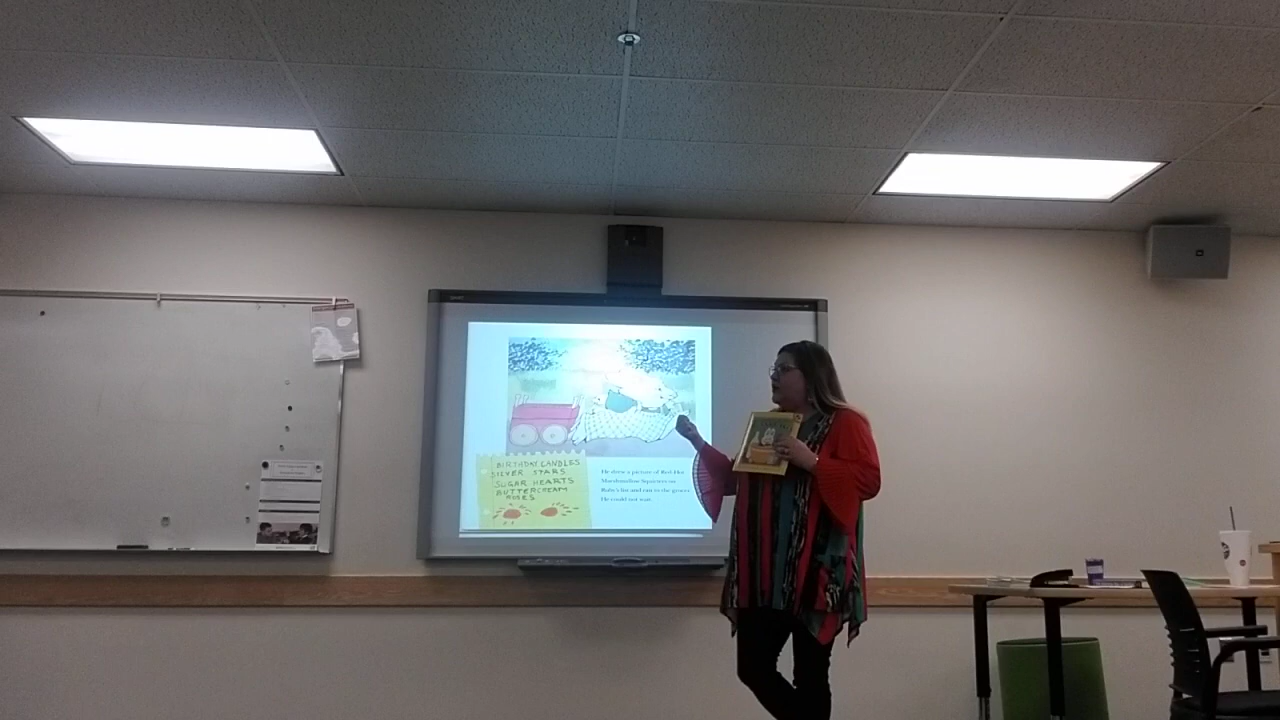 BIRTHDAY CANDLES
SILVER STARS
SUGAR HEARTS
BUTTERCREAM
ROSES
He drew a picture of Red-Hot
Marshmallow Squirters on
Ruby's list and ran to the grocer.
He could not wait.